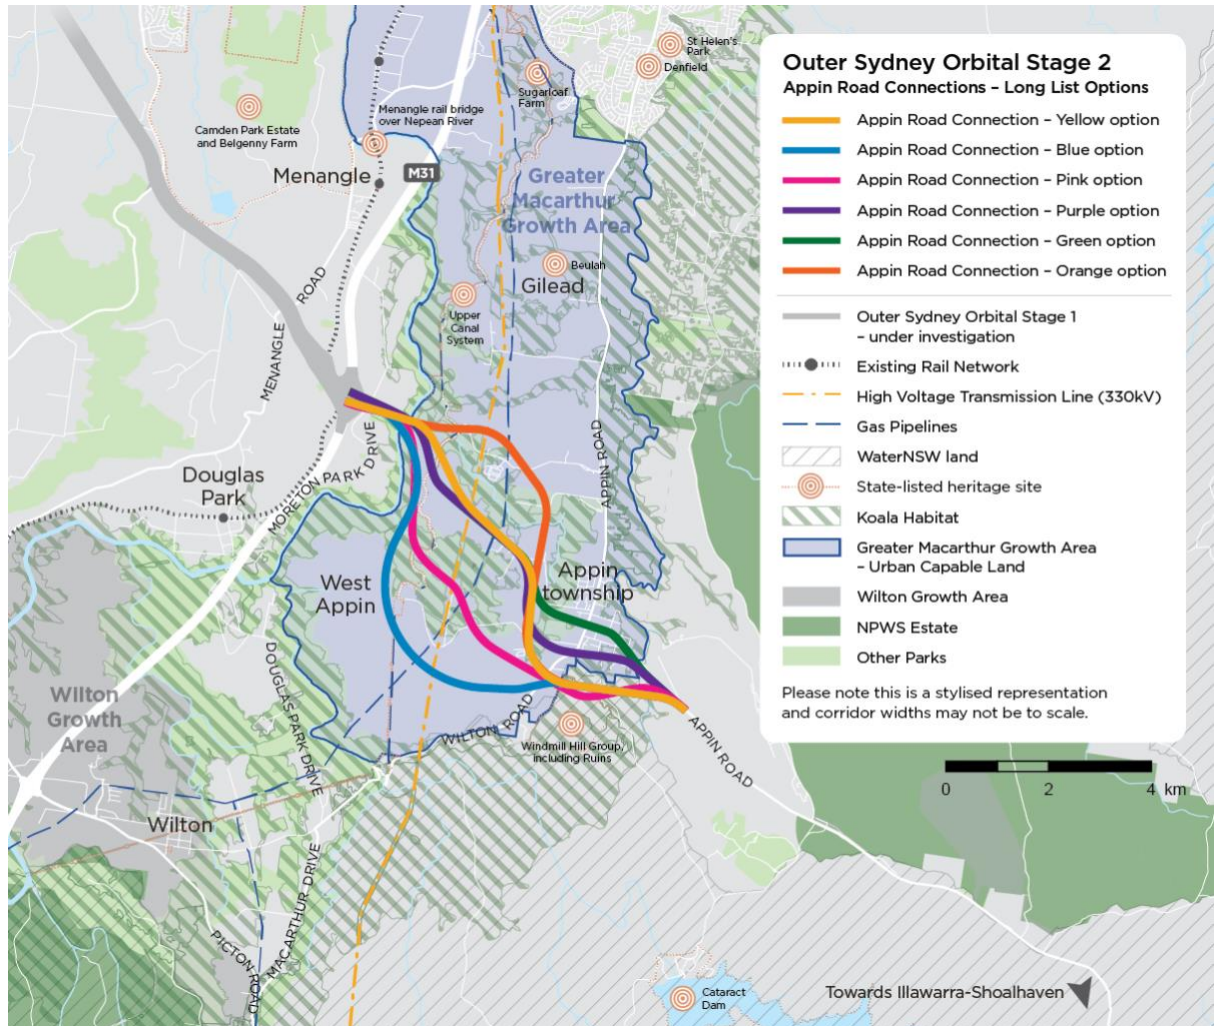 St Helen's
Park
Denfield
Sugarloaf
Farm
Camden Park Estate
and Belgenny Farm
Menangle rail bridge
over Nepean River
Menangle
M31
Greater
Macarthur
Growth Area
Beulah
Gilead
Upper
Canal
System
MENANGLE
ROAD
APPIN ROAD
MORETON PARK DRIVE
Douglas
Park
West
Appin
Appin
township
DOUGLAS PARK DRIVE
Wilton
Growth
Area
WILTON ROAD
Windmill Hill Group,
including Ruins
APPIN ROAD
Wilton
MACARTHUR DRIVE
PICTON ROAD
Cataract
Dam
Towards Illawarra-Shoalhaven
Outer Sydney Orbital Stage 2
Appin Road Connections – Long List Options
Appin Road Connection – Yellow option
Appin Road Connection – Blue option
Appin Road Connection – Pink option
Appin Road Connection – Purple option
Appin Road Connection – Green option
Appin Road Connection – Orange option
Outer Sydney Orbital Stage 1
– under investigation
Existing Rail Network
High Voltage Transmission Line (330kV)
Gas Pipelines
WaterNSW land
State-listed heritage site
Koala Habitat
Greater Macarthur Growth Area
– Urban Capable Land
Wilton Growth Area
NPWS Estate
Other Parks
Please note this is a stylised representation
and corridor widths may not be to scale.
0 2 4 km